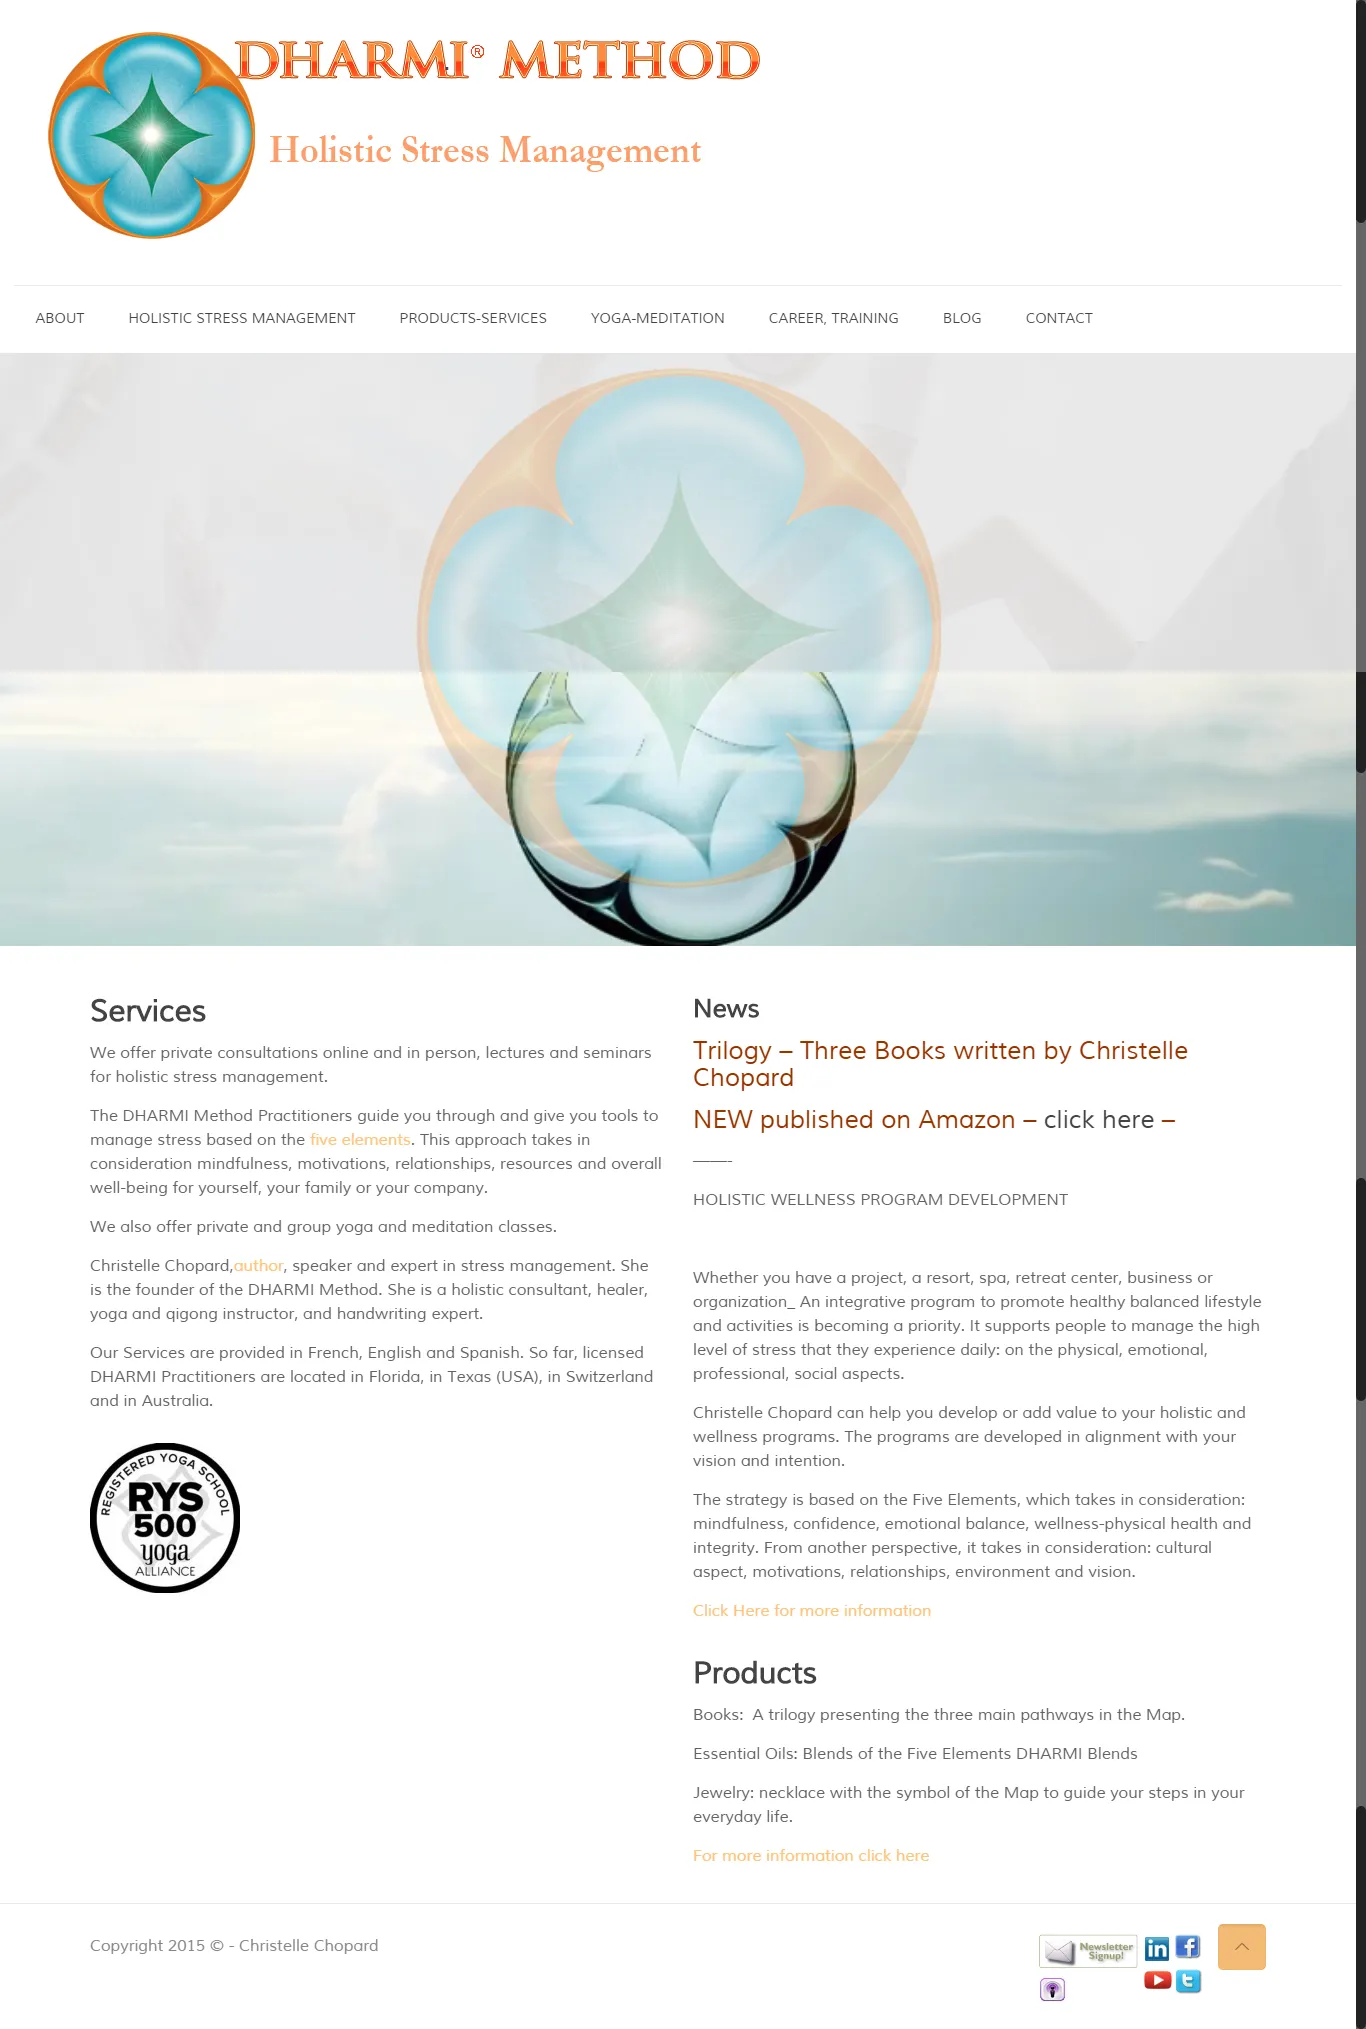 DHARMI® METHOD
Holistic Stress Management
ABOUT HOLISTIC STRESS MANAGEMENT PRODUCTS-SERVICES YOGA-MEDITATION CAREER, TRAINING BLOG CONTACT
Services
We offer private consultations online and in person, lectures and seminars
for holistic stress management.
The DHARMI Method Practitioners guide you through and give you tools to
manage stress based on the five elements. This approach takes in
consideration mindfulness, motivations, relationships, resources and overall
well-being for yourself, your family or your company.
We also offer private and group yoga and meditation classes.
Christelle Chopard,author, speaker and expert in stress management. She
is the founder of the DHARMI Method. She is a holistic consultant, healer,
yoga and qigong instructor, and handwriting expert.
Our Services are provided in French, English and Spanish. So far, licensed
DHARMI Practitioners are located in Florida, in Texas (USA), in Switzerland
and in Australia.
REGISTERED YOGA SCHOOL
RYS
500
yoga
ALLIANCE
News
Trilogy – Three Books written by Christelle
Chopard
NEW published on Amazon – click here –
——-
HOLISTIC WELLNESS PROGRAM DEVELOPMENT
Whether you have a project, a resort, spa, retreat center, business or
organization_ An integrative program to promote healthy balanced lifestyle
and activities is becoming a priority. It supports people to manage the high
level of stress that they experience daily: on the physical, emotional,
professional, social aspects.
Christelle Chopard can help you develop or add value to your holistic and
wellness programs. The programs are developed in alignment with your
vision and intention.
The strategy is based on the Five Elements, which takes in consideration:
mindfulness, confidence, emotional balance, wellness-physical health and
integrity. From another perspective, it takes in consideration: cultural
aspect, motivations, relationships, environment and vision.
Click Here for more information
Products
Books:  A trilogy presenting the three main pathways in the Map.
Essential Oils: Blends of the Five Elements DHARMI Blends
Jewelry: necklace with the symbol of the Map to guide your steps in your
everyday life.
For more information click here
Copyright 2015 © - Christelle Chopard
Newsletter
Signup!